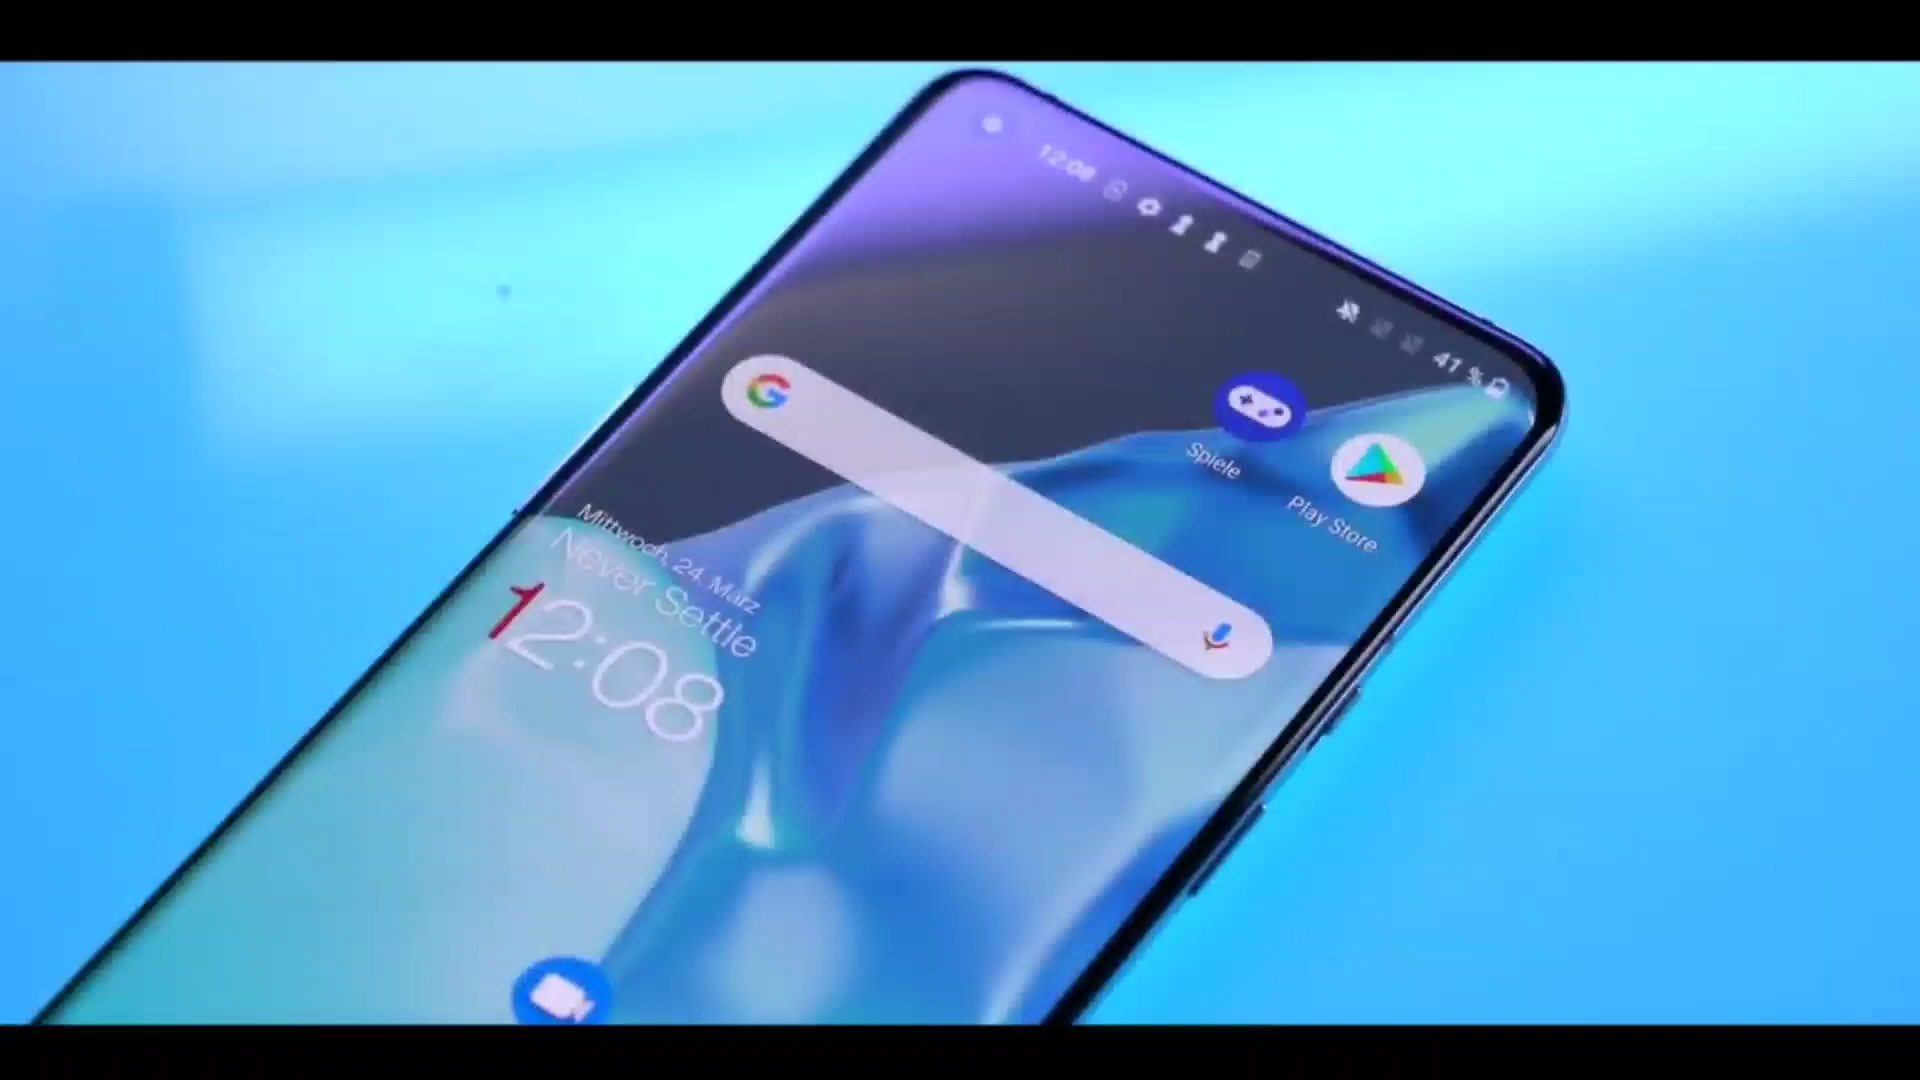 12:08
41 %
G
Spiele
Play Store
Mittwoch, 24. März
Never Settle
12:08